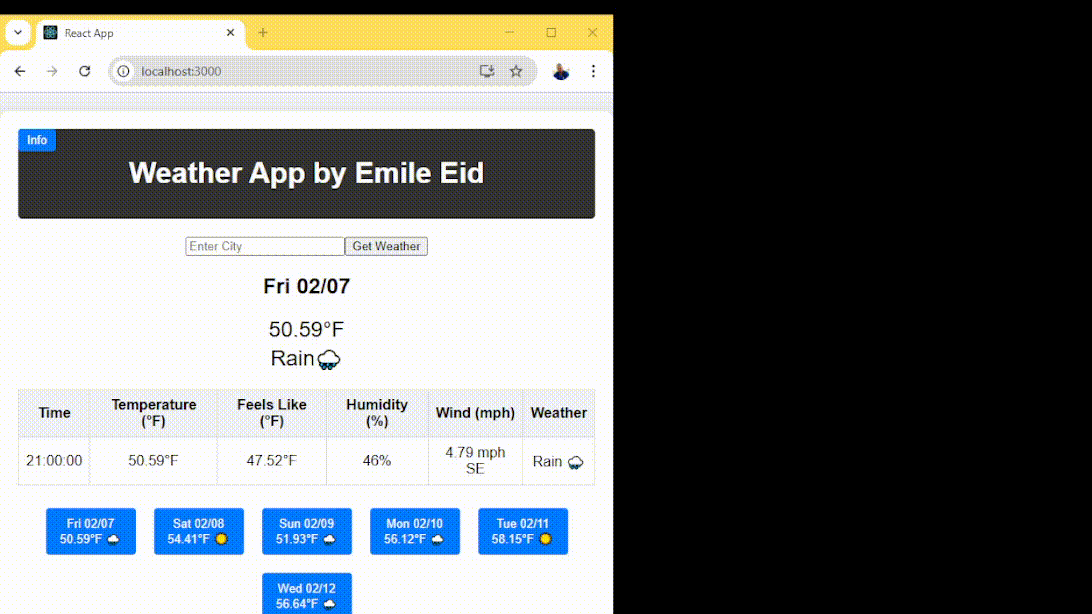 React App
localhost:3000
Info
Weather App by Emile Eid
Enter City
Get Weather
Fri 02/07
50.59°F
Rain
Time Temperature (°F) Feels Like (°F) Humidity (%) Wind (mph) Weather
21:00:00 50.59°F 47.52°F 46% 4.79 mph SE Rain
Fri 02/07
50.59°F
Sat 02/08
54.41°F
Sun 02/09
51.93°F
Mon 02/10
56.12°F
Tue 02/11
58.15°F
Wed 02/12
56.64°F